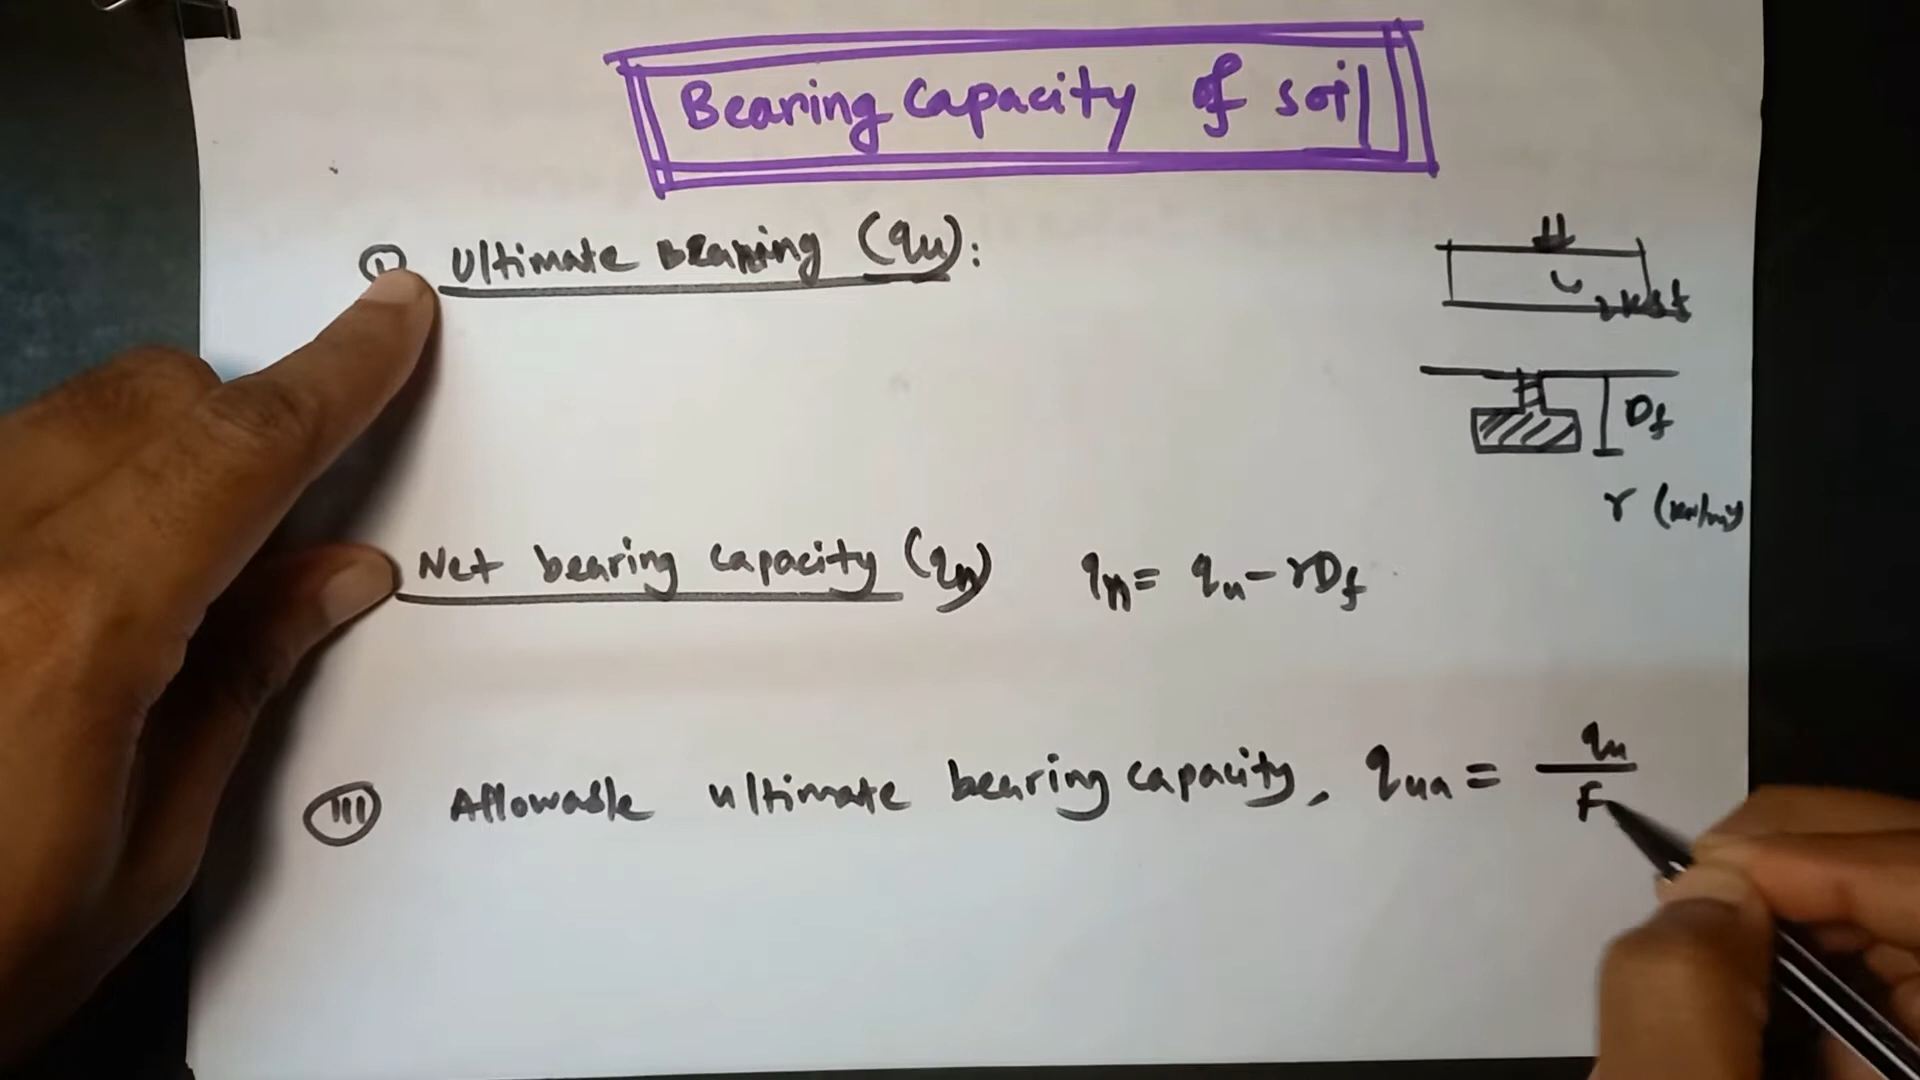 Bearing capacity of soil
Ultimate bearing (qu):
Df
γ
Net bearing capacity (qn) qn = qu - γDf
III Allowable ultimate bearing capacity, qua = qu / F